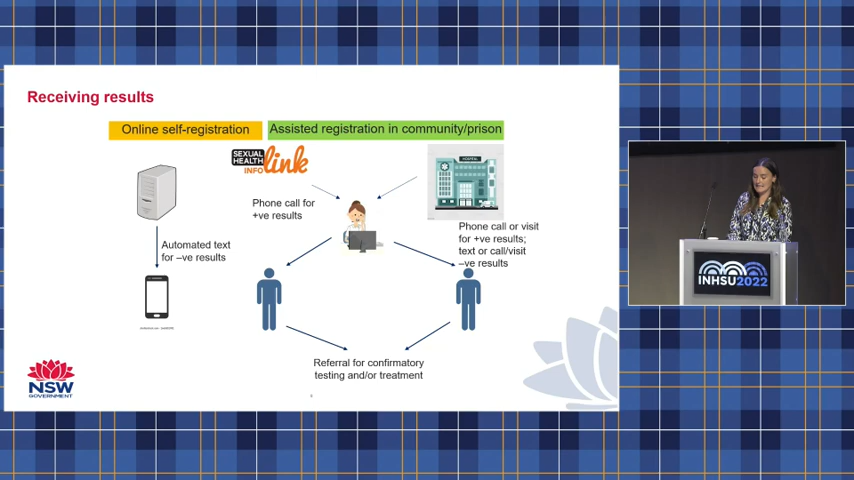 Receiving results
Online self-registration
Assisted registration in community/prison
SEXUAL
HEALTH
INFO link
HOSPITAL
Phone call for
+ve results
Phone call or visit
for +ve results;
text or call/visit
–ve results
Automated text
for –ve results
Referral for confirmatory
testing and/or treatment
NSW
GOVERNMENT
INHSU2022